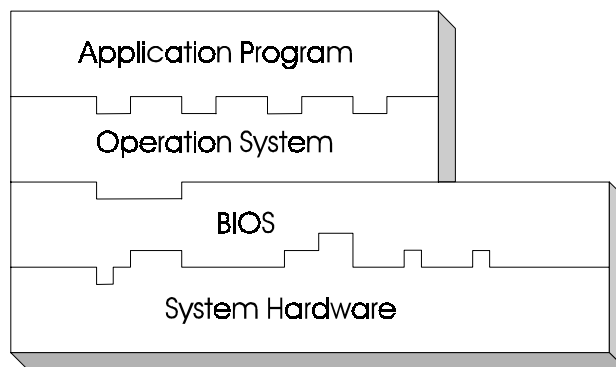 Application Program
Operation System
BIOS
System Hardware